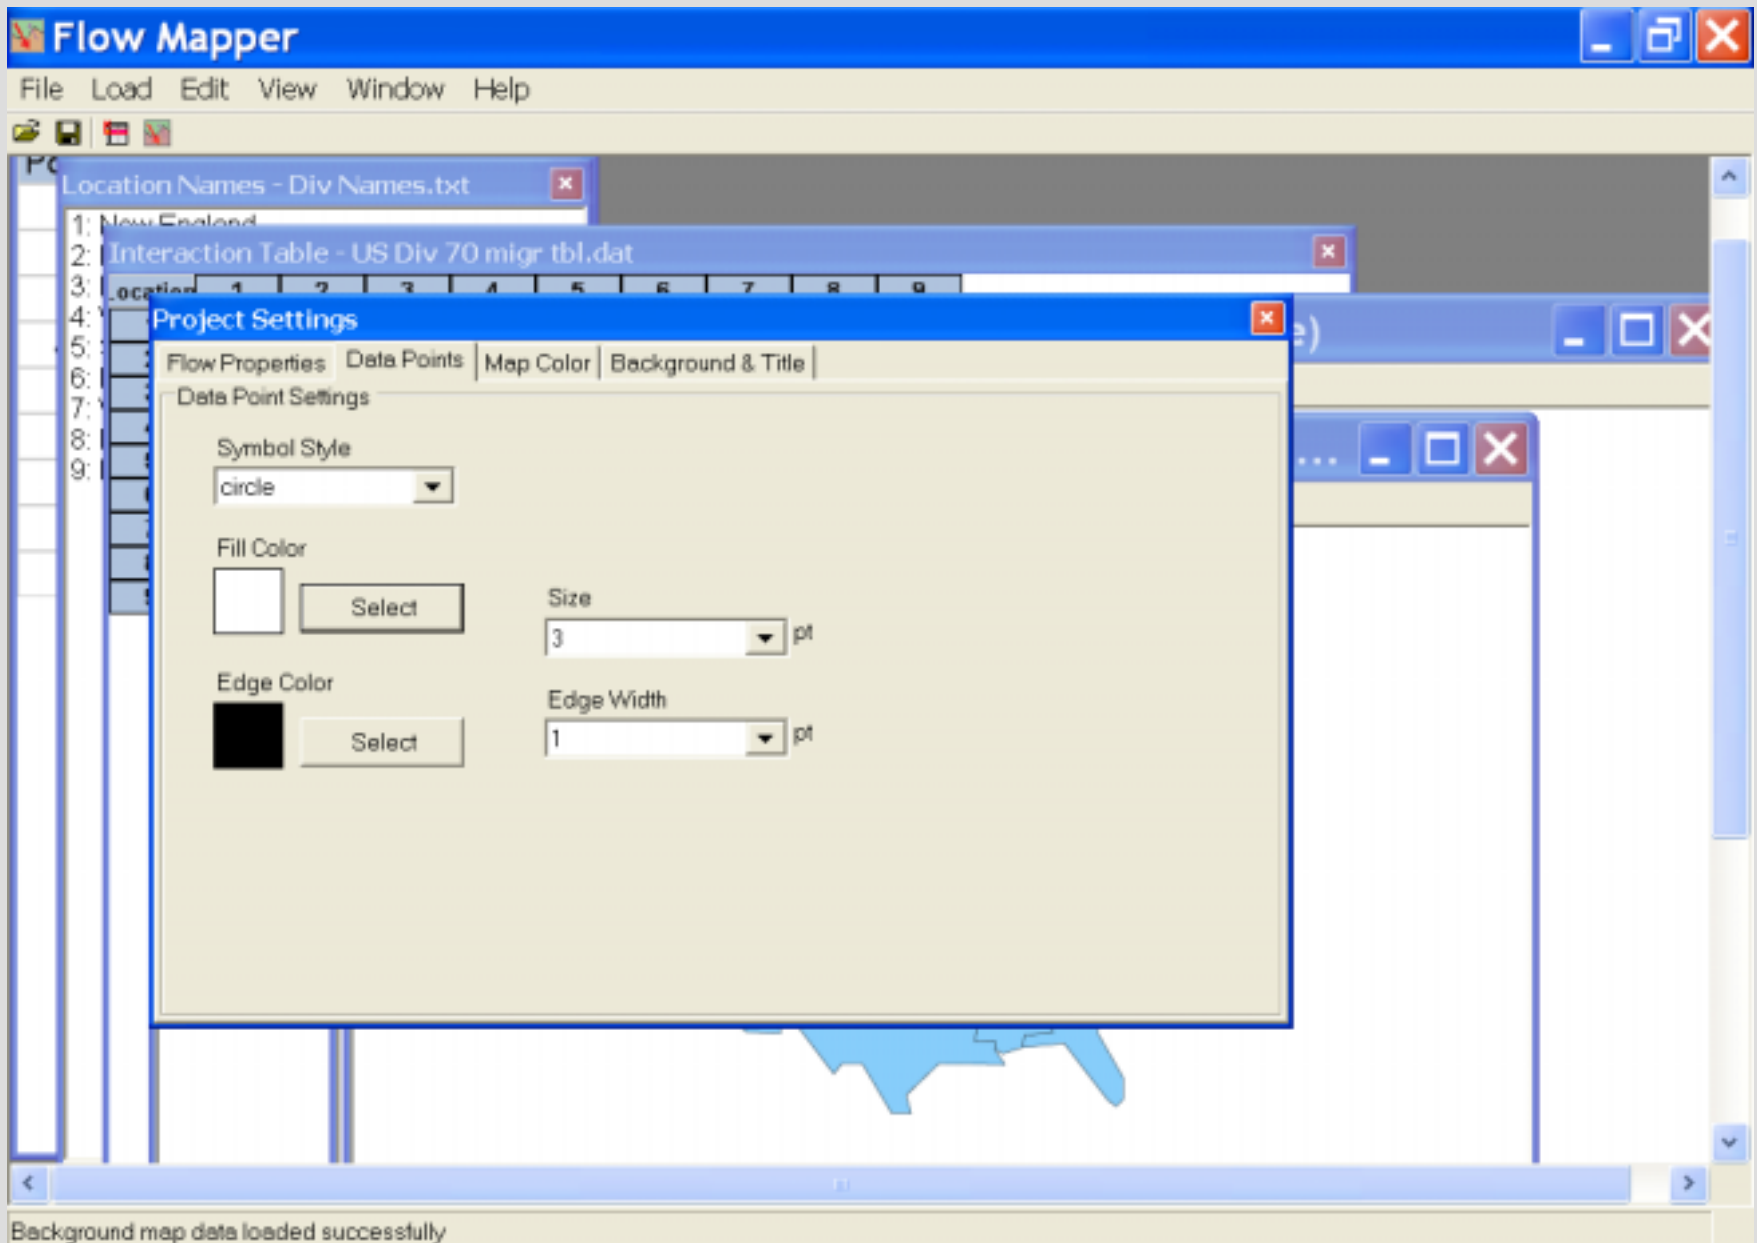 Flow Mapper
File Load Edit View Window Help
Location Names - Div Names.txt
1: New England
Interaction Table - US Div 70 migr tbl.dat
2:
3:
1 2 3 4 5 6 7 8 9
4:
5:
6:
7:
8:
9:
Project Settings
Flow Properties Data Points Map Color Background & Title
Data Point Settings
Symbol Style
circle
Fill Color
Select
Size
3 pt
Edge Color
Select
Edge Width
1 pt
Background map data loaded successfully